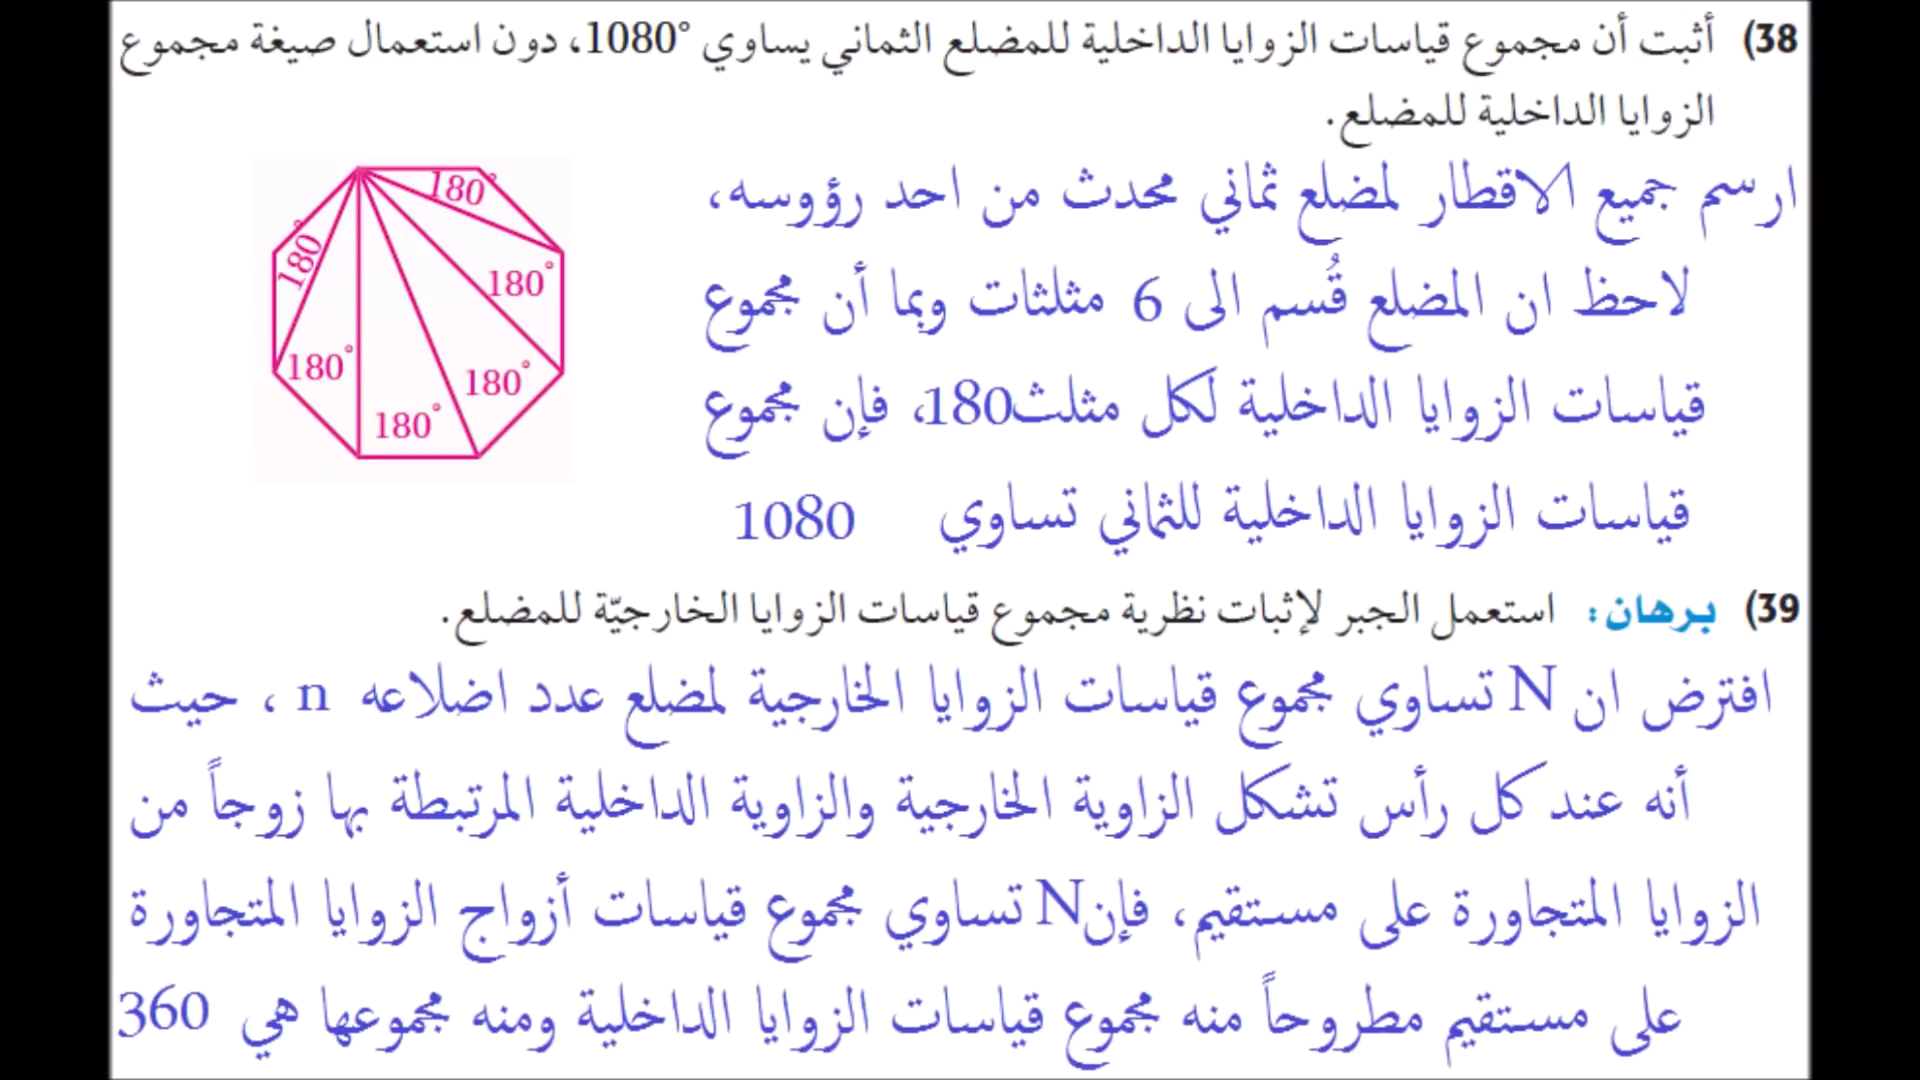 38) أثبت أن مجموع قياسات الزوايا الداخلية للمضلع الثماني يساوي 1080°، دون استعمال صيغة مجموع
الزوايا الداخلية للمضلع.
ارسم جميع الاقطار لمضلع ثماني محدث من احد رؤوسه،
لاحظ ان المضلع قُسم الى 6 مثلثات وبما أن مجموع
قياسات الزوايا الداخلية لكل مثلث180، فإن مجموع
قياسات الزوايا الداخلية للثماني تساوي 1080
180°
180°
180°
180°
180°
180°
39) برهان: استعمل الجبر لإثبات نظرية مجموع قياسات الزوايا الخارجيّة للمضلع.
افترض ان N تساوي مجموع قياسات الزوايا الخارجية لمضلع عدد اضلاعه n ، حيث
أنه عند كل رأس تشكل الزاوية الخارجية والزاوية الداخلية المرتبطة بها زوجاً من
الزوايا المتجاورة على مستقيم، فإن N تساوي مجموع قياسات أزواج الزوايا المتجاورة
على مستقيم مطروحاً منه مجموع قياسات الزوايا الداخلية ومنه مجموعها هي 360